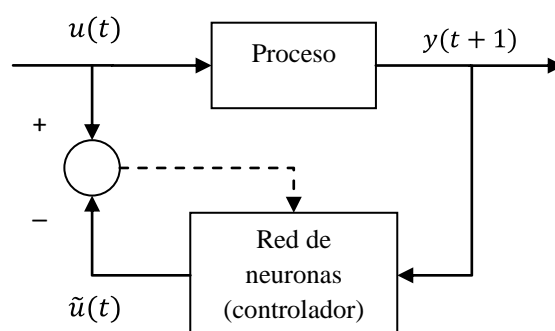 u(t)
Proceso
y(t + 1)
+
−
Red de
neuronas
(controlador)
ũ(t)